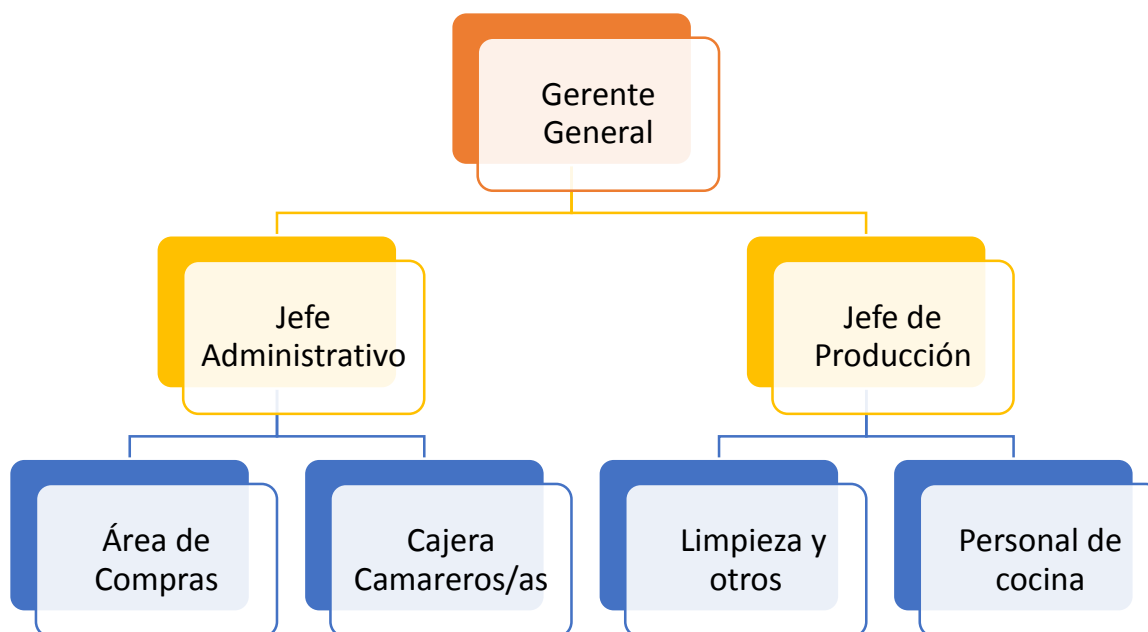 Gerente
General
Jefe
Administrativo
Jefe de
Producción
Área de
Compras
Cajera
Camareros/as
Limpieza y
otros
Personal de
cocina